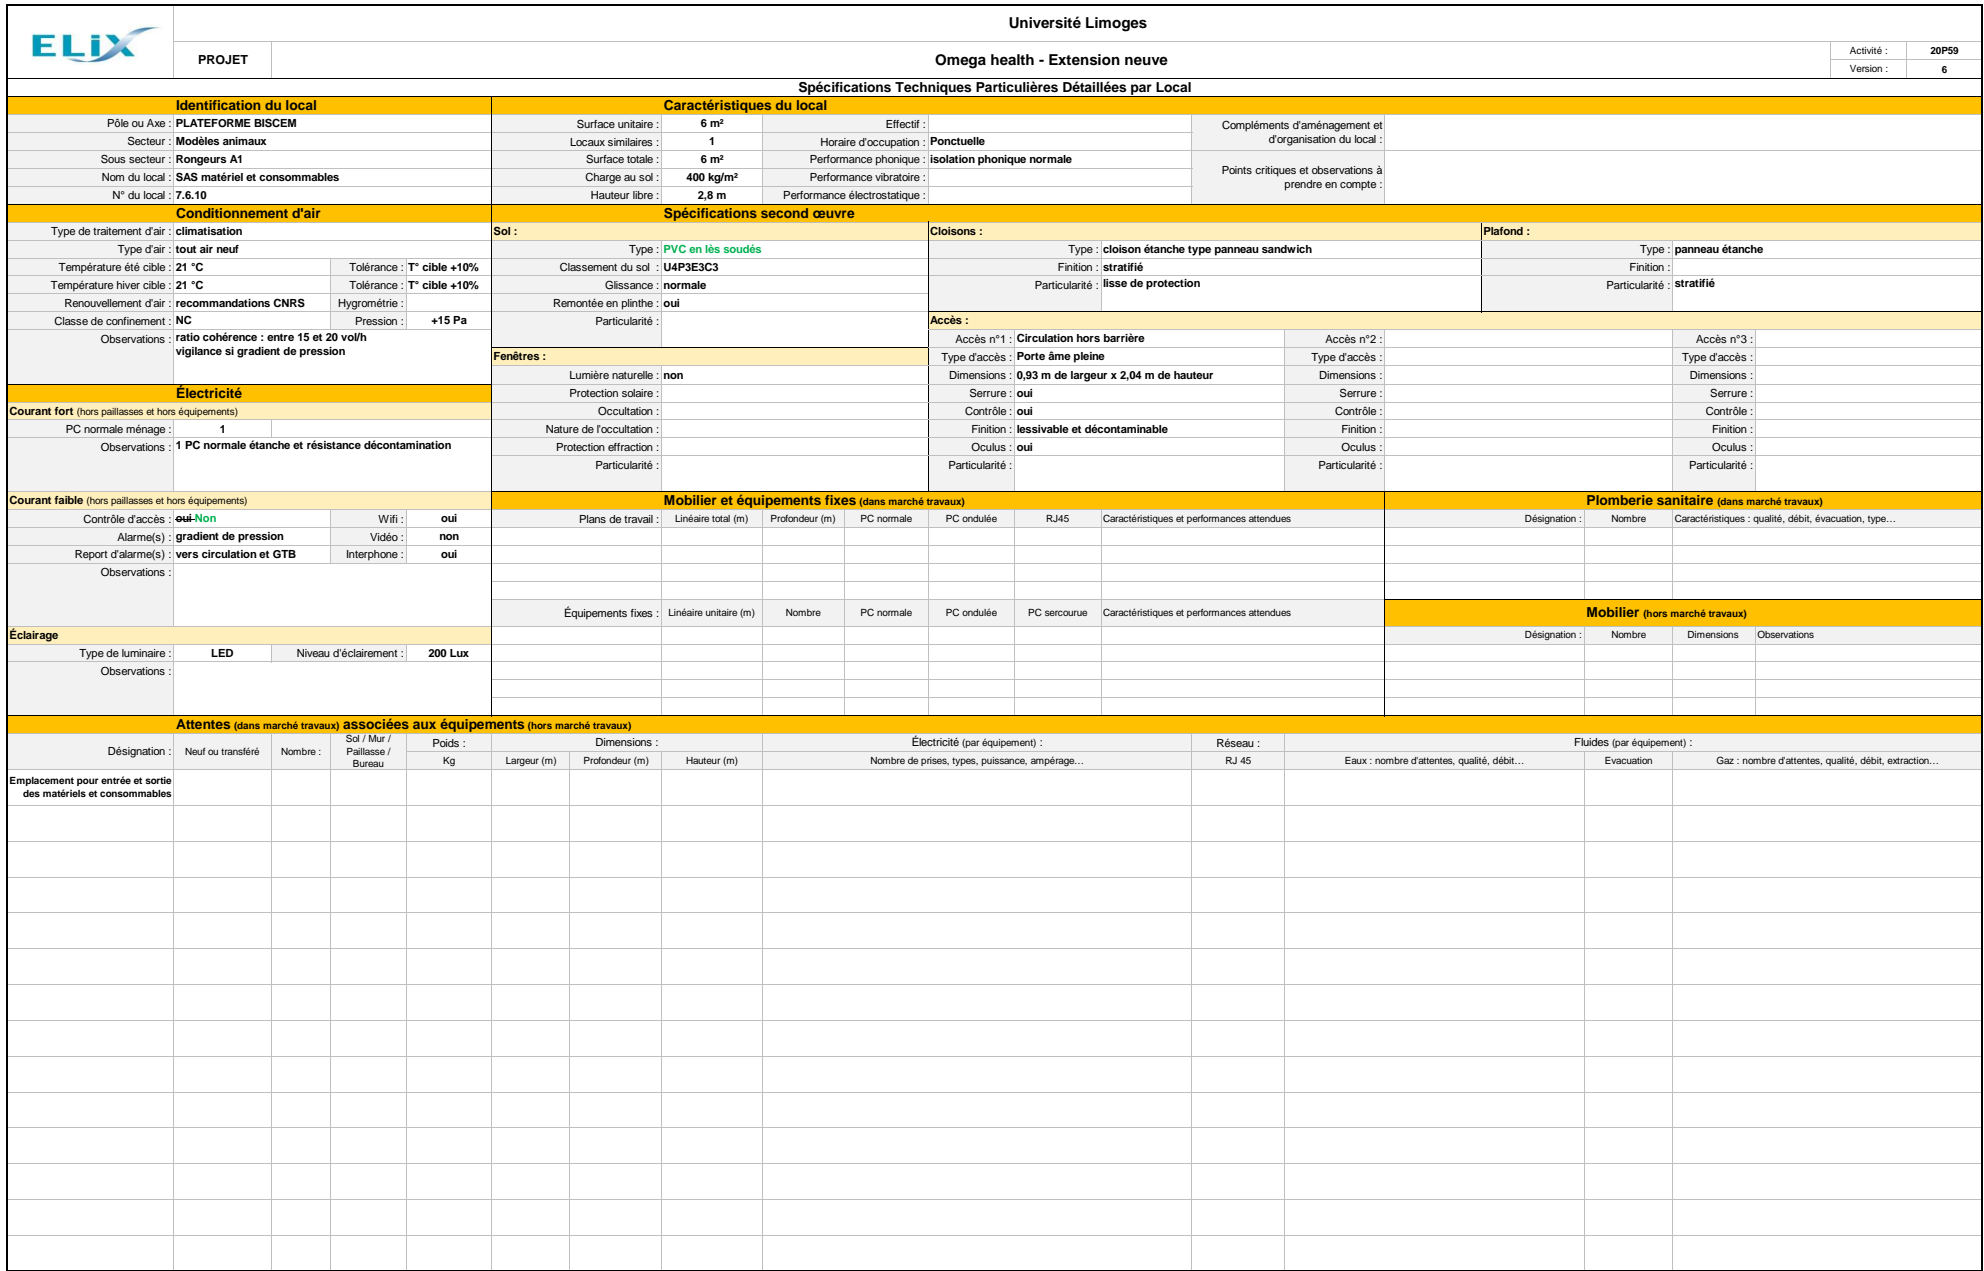 ELiX
Université Limoges
PROJET
Omega health - Extension neuve
Activité : 20P59
Version : 6
Spécifications Techniques Particulières Détaillées par Local
Identification du local
Pôle ou Axe : PLATEFORME BISCEM
Secteur : Modèles animaux
Sous secteur : Rongeurs A1
Nom du local : SAS matériel et consommables
N° du local : 7.6.10
Caractéristiques du local
Surface unitaire : 6 m² Effectif :
Locaux similaires : 1 Horaire d'occupation : Ponctuelle
Surface totale : 6 m² Performance phonique : isolation phonique normale
Charge au sol : 400 kg/m² Performance vibratoire :
Hauteur libre : 2,8 m Performance électrostatique :
Compléments d'aménagement et
d'organisation du local :
Points critiques et observations à
prendre en compte :
Conditionnement d'air
Type de traitement d'air : climatisation
Type d'air : tout air neuf
Température été cible : 21 °C Tolérance : T° cible +10%
Température hiver cible : 21 °C Tolérance : T° cible +10%
Renouvellement d'air : recommandations CNRS Hygrométrie :
Classe de confinement : NC Pression : +15 Pa
Observations : ratio cohérence : entre 15 et 20 vol/h
vigilance si gradient de pression
Spécifications second œuvre
Sol :
Type : PVC en lès soudés
Classement du sol : U4P3E3C3
Glissance : normale
Remontée en plinthe : oui
Particularité :
Cloisons :
Type : cloison étanche type panneau sandwich
Finition : stratifié
Particularité : lisse de protection
Plafond :
Type : panneau étanche
Finition :
Particularité : stratifié
Fenêtres :
Lumière naturelle : non
Protection solaire :
Occultation :
Nature de l'occultation :
Protection effraction :
Particularité :
Accès :
Accès n°1 : Circulation hors barrière Accès n°2 : Accès n°3 :
Type d'accès : Porte âme pleine Type d'accès : Type d'accès :
Dimensions : 0,93 m de largeur x 2,04 m de hauteur Dimensions : Dimensions :
Serrure : oui Serrure : Serrure :
Contrôle : oui Contrôle : Contrôle :
Finition : lessivable et décontaminable Finition : Finition :
Oculus : oui Oculus : Oculus :
Particularité : Particularité : Particularité :
Électricité
Courant fort (hors paillasses et hors équipements)
PC normale ménage : 1
Observations : 1 PC normale étanche et résistance décontamination
Courant faible (hors paillasses et hors équipements)
Contrôle d'accès : oui Non Wifi : oui
Alarme(s) : gradient de pression Vidéo : non
Report d'alarme(s) : vers circulation et GTB Interphone : oui
Observations :
Éclairage
Type de luminaire : LED Niveau d'éclairement : 200 Lux
Observations :
Mobilier et équipements fixes (dans marché travaux)
Plans de travail : Linéaire total (m) Profondeur (m) PC normale PC ondulée RJ45 Caractéristiques et performances attendues
Équipements fixes : Linéaire unitaire (m) Nombre PC normale PC ondulée PC sercourue Caractéristiques et performances attendues
Plomberie sanitaire (dans marché travaux)
Désignation : Nombre Caractéristiques : qualité, débit, évacuation, type…
Mobilier (hors marché travaux)
Désignation : Nombre Dimensions Observations
Attentes (dans marché travaux) associées aux équipements (hors marché travaux)
Désignation : Neuf ou transféré Nombre : Sol / Mur /
Paillasse /
Bureau
Poids : Dimensions : Électricité (par équipement) : Réseau : Fluides (par équipement) :
Kg Largeur (m) Profondeur (m) Hauteur (m) Nombre de prises, types, puissance, ampérage… RJ 45 Eaux : nombre d'attentes, qualité, débit… Evacuation Gaz : nombre d'attentes, qualité, débit, extraction…
Emplacement pour entrée et sortie
des matériels et consommables